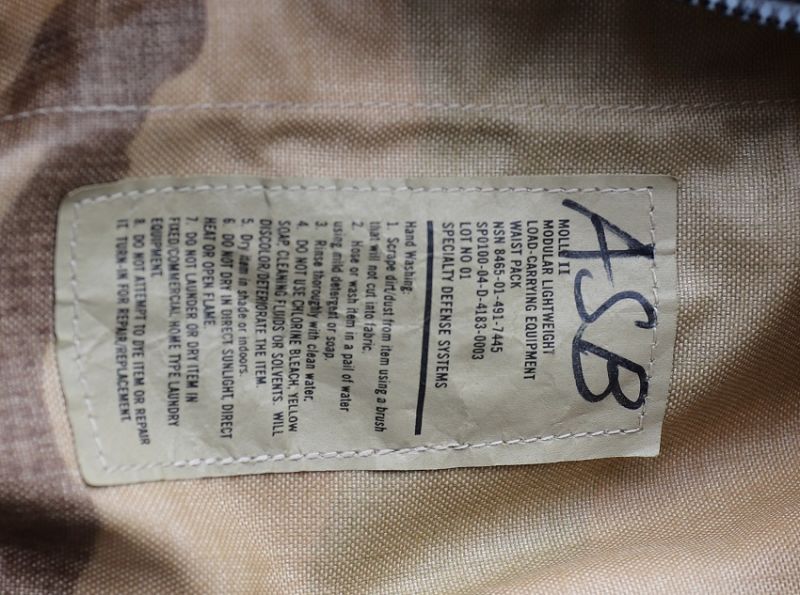 ASB
MOLLE II
MODULAR LIGHTWEIGHT
LOAD-CARRYING EQUIPMENT
WAIST PACK
NSN 8465-01-491-7445
SP0100-04-D-4183-0003
LOT NO 01
SPECIALTY DEFENSE SYSTEMS
Hand Washing:
1. Scrape dirt/dust from item using a brush
that will not cut into fabric.
2. Hose or wash item in a pail of water
using mild detergent or soap.
3. Rinse thoroughly with clean water.
4. DO NOT USE CHLORINE BLEACH, YELLOW
SOAP, CLEANING FLUIDS OR SOLVENTS. WILL
DISCOLOR/DETERIORATE THE ITEM.
5. Dry item in shade or indoors.
6. DO NOT DRY IN DIRECT SUNLIGHT, DIRECT
HEAT OR OPEN FLAME.
7. DO NOT LAUNDER OR DRY ITEM IN
FIXED/COMMERCIAL HOME TYPE LAUNDRY
EQUIPMENT.
8. DO NOT ATTEMPT TO DYE ITEM OR REPAIR
IT. TURN-IN FOR REPAIR/REPLACEMENT.